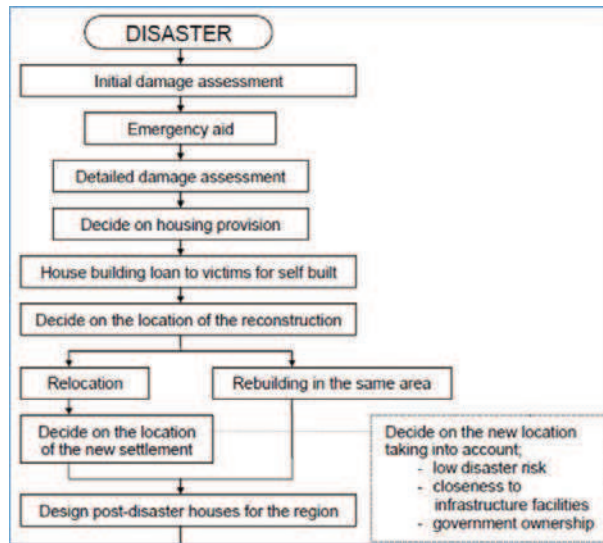 DISASTER
Initial damage assessment
Emergency aid
Detailed damage assessment
Decide on housing provision
House building loan to victims for self built
Decide on the location of the reconstruction
Relocation
Rebuilding in the same area
Decide on the location
of the new settlement
Decide on the new location
taking into account;
- low disaster risk
- closeness to
infrastructure facilities
- government ownership
Design post-disaster houses for the region